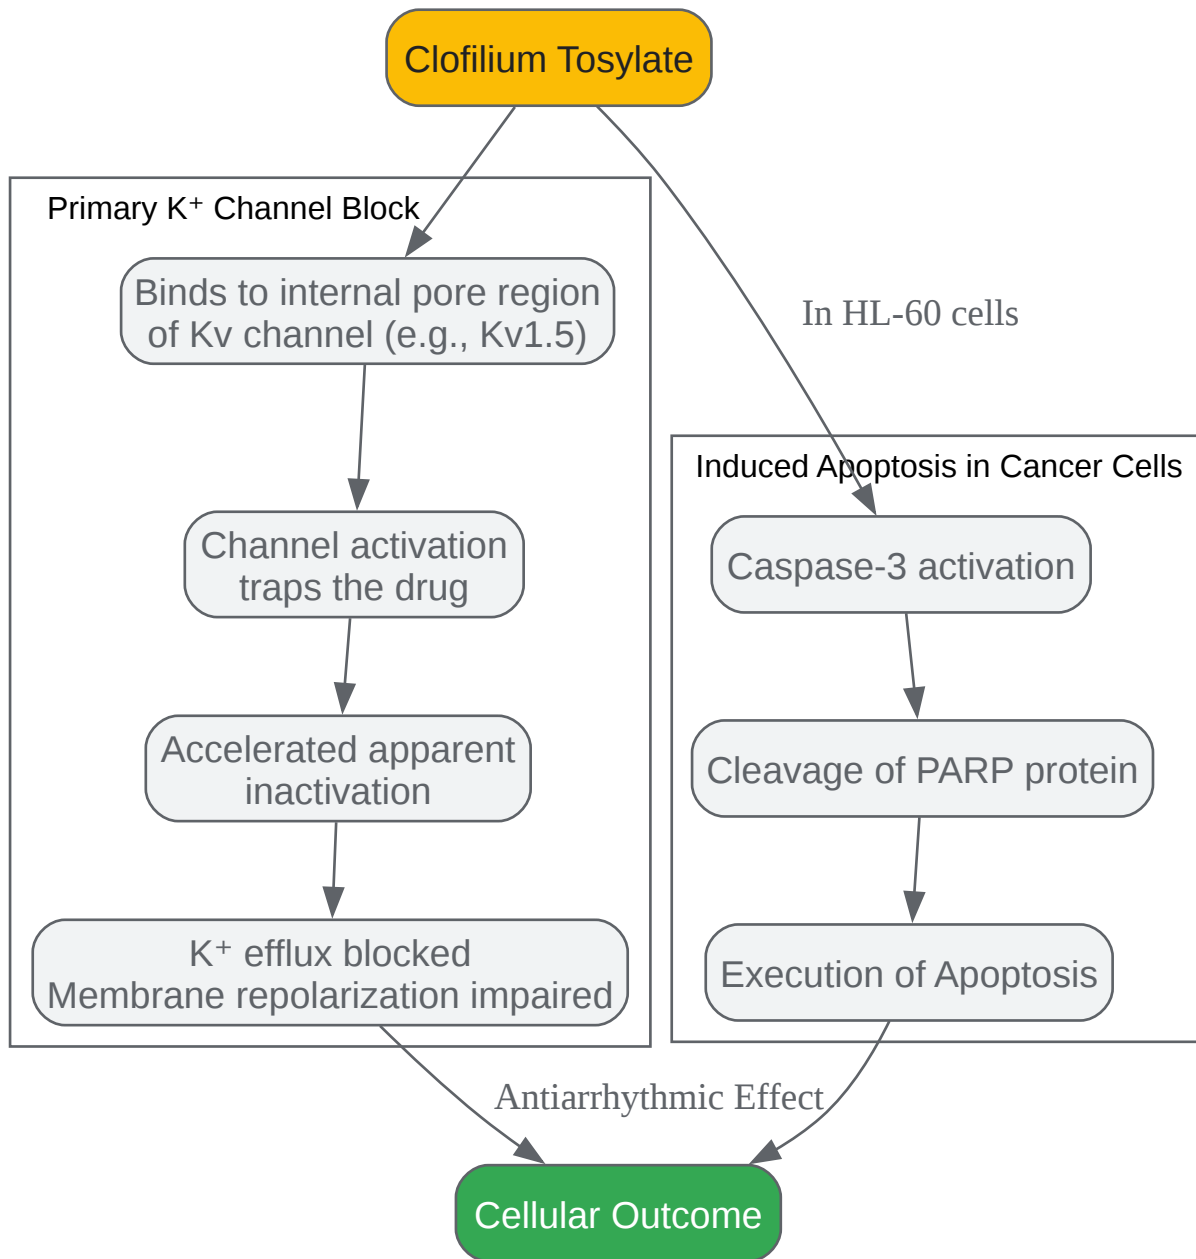 Clofilium Tosylate
Primary K⁺ Channel Block
Binds to internal pore region
of Kv channel (e.g., Kv1.5)
Channel activation
traps the drug
Accelerated apparent
inactivation
K⁺ efflux blocked
Membrane repolarization impaired
In HL-60 cells
Induced Apoptosis in Cancer Cells
Caspase-3 activation
Cleavage of PARP protein
Execution of Apoptosis
Antiarrhythmic Effect
Cellular Outcome